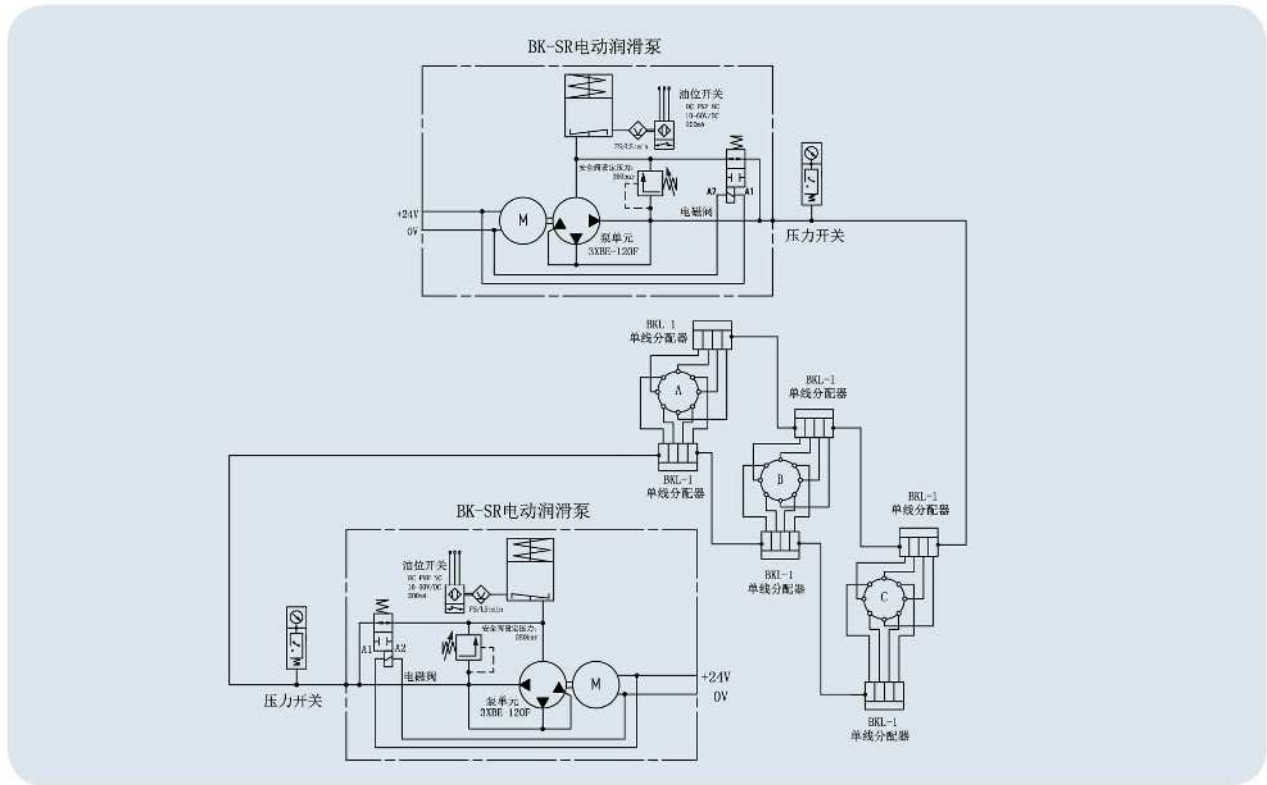 BK-SR电动润滑泵
油位开关
DC PNP NC
10-60V/DC
安全阀设定压力:
280bar
A2
A1
+24V
0V
M
电磁阀
泵单元
3XBE-120F
压力开关
BKL 1
单线分配器
A
BKL-1
单线分配器
BKL-1
单线分配器
B
BKL-1
单线分配器
BKL-1
单线分配器
C
BKL-1
单线分配器
BK-SR电动润滑泵
油位开关
10-60V/DC
安全阀设定压力:
280bar
A1
A2
电磁阀
M
+24V
0V
泵单元
3XBE-120F
压力开关